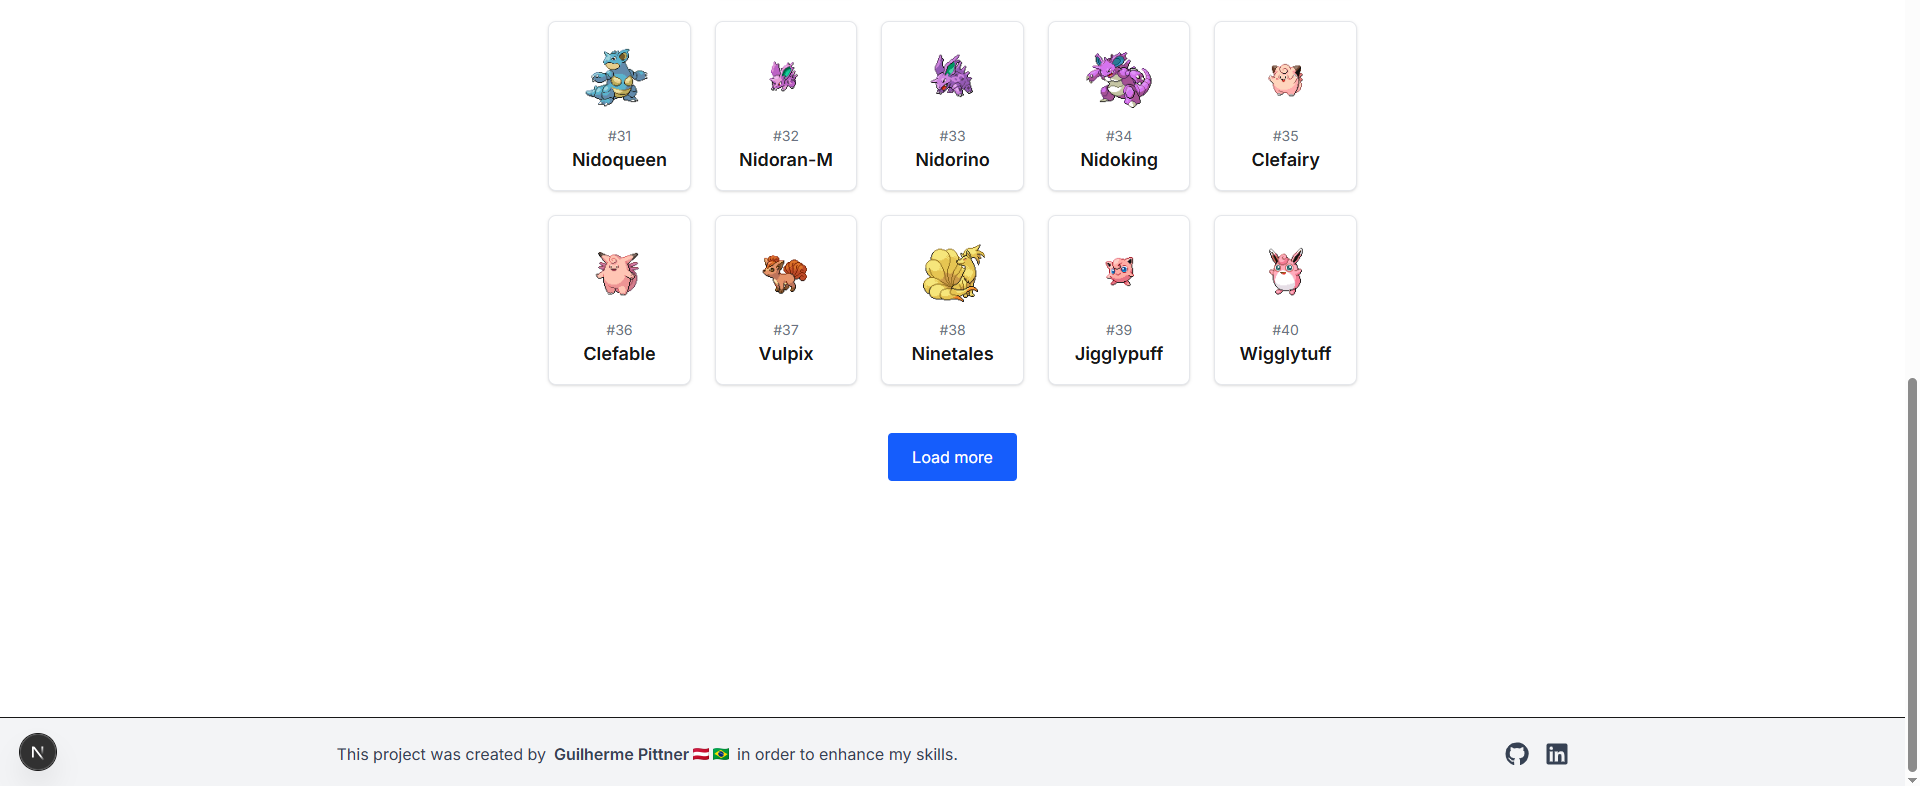 #31
Nidoqueen
#32
Nidoran-M
#33
Nidorino
#34
Nidoking
#35
Clefairy
#36
Clefable
#37
Vulpix
#38
Ninetales
#39
Jigglypuff
#40
Wigglytuff
Load more
N
This project was created by Guilherme Pittner 🇦🇹🇧🇷 in order to enhance my skills.
in